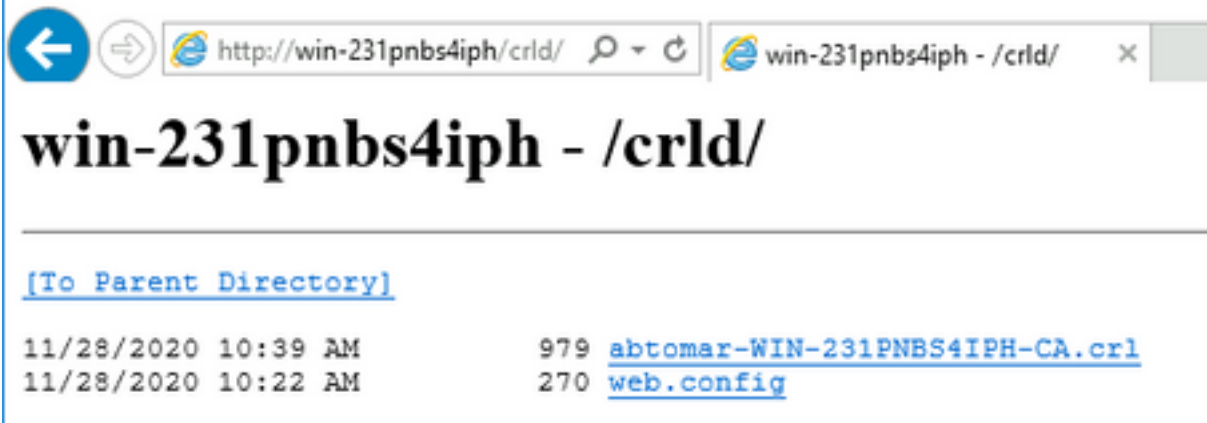 http://win-231pnbs4iph/crld/ win-231pnbs4iph - /crld/
win-231pnbs4iph - /crld/
[To Parent Directory]
11/28/2020 10:39 AM 979 abtomar-WIN-231PNBS4IPH-CA.crl
11/28/2020 10:22 AM 270 web.config